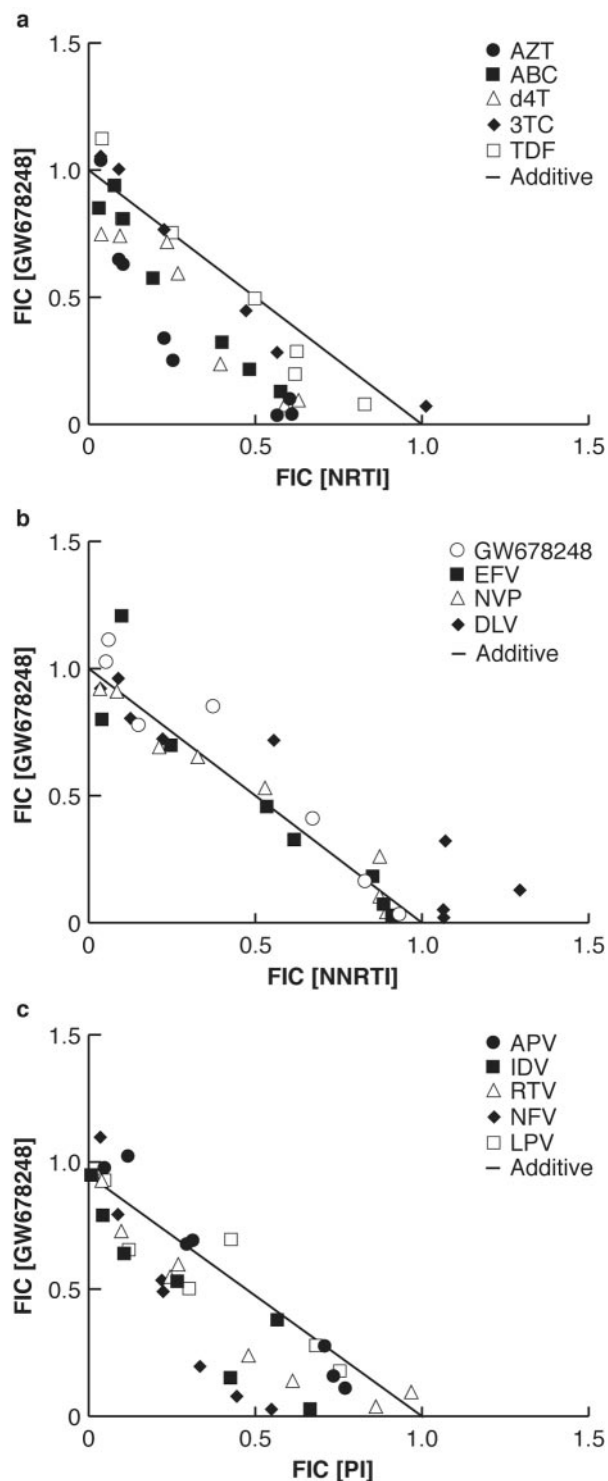 a
1.5
1.0
0.5
0
FIC [GW678248]
AZT
ABC
d4T
3TC
TDF
Additive
0
0.5
1.0
1.5
FIC [NRTI]
b
1.5
1.0
0.5
0
FIC [GW678248]
GW678248
EFV
NVP
DLV
Additive
0
0.5
1.0
1.5
FIC [NNRTI]
c
1.5
1.0
0.5
0
FIC [GW678248]
APV
IDV
RTV
NFV
LPV
Additive
0
0.5
1.0
1.5
FIC [PI]